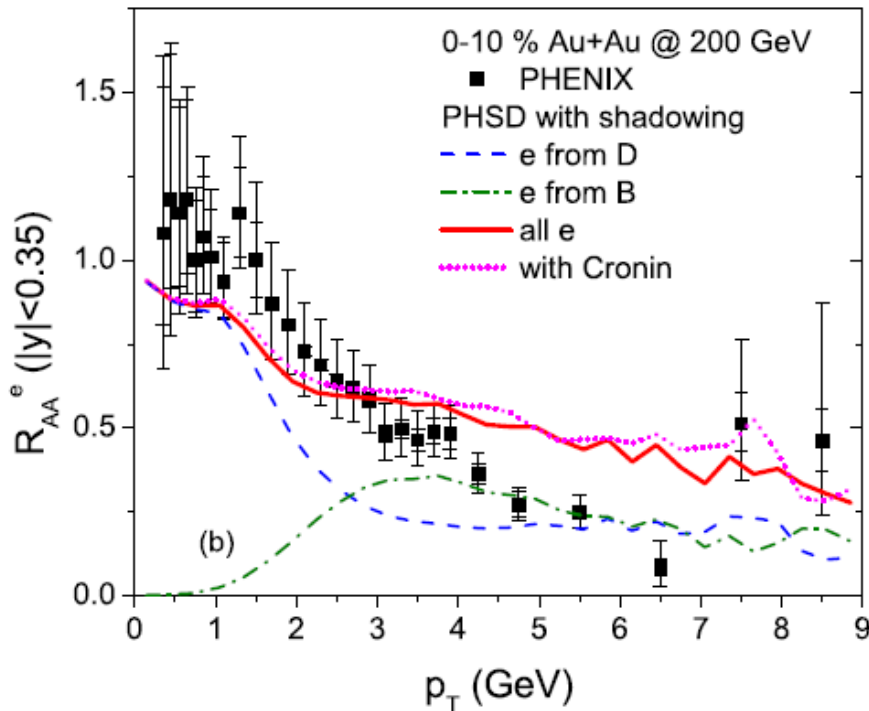 0-10 % Au+Au @ 200 GeV
PHENIX
PHSD with shadowing
e from D
e from B
all e
with Cronin
R_AA^e (|y|<0.35)
1.5
1.0
0.5
0.0
(b)
0 1 2 3 4 5 6 7 8 9
p_T (GeV)